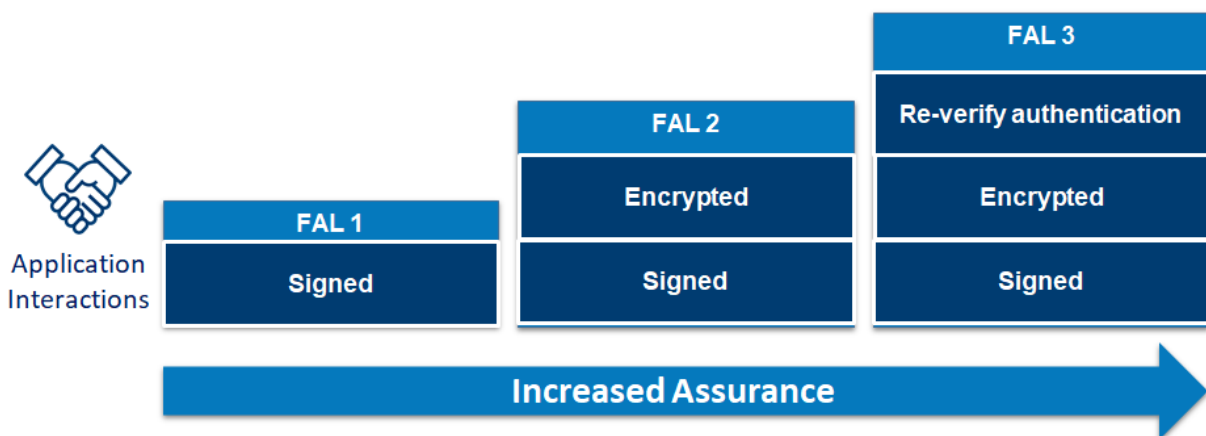 Application
Interactions
FAL 1
Signed
FAL 2
Encrypted
Signed
FAL 3
Re-verify authentication
Encrypted
Signed
Increased Assurance